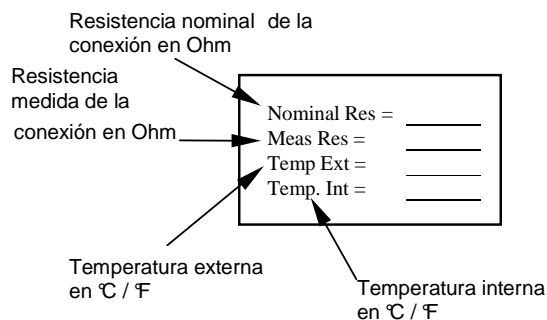 Resistencia nominal de la
conexión en Ohm
Resistencia
medida de la
conexión en Ohm
Nominal Res =
Meas Res =
Temp Ext =
Temp. Int =
Temperatura externa
en °C / °F
Temperatura interna
en °C / °F